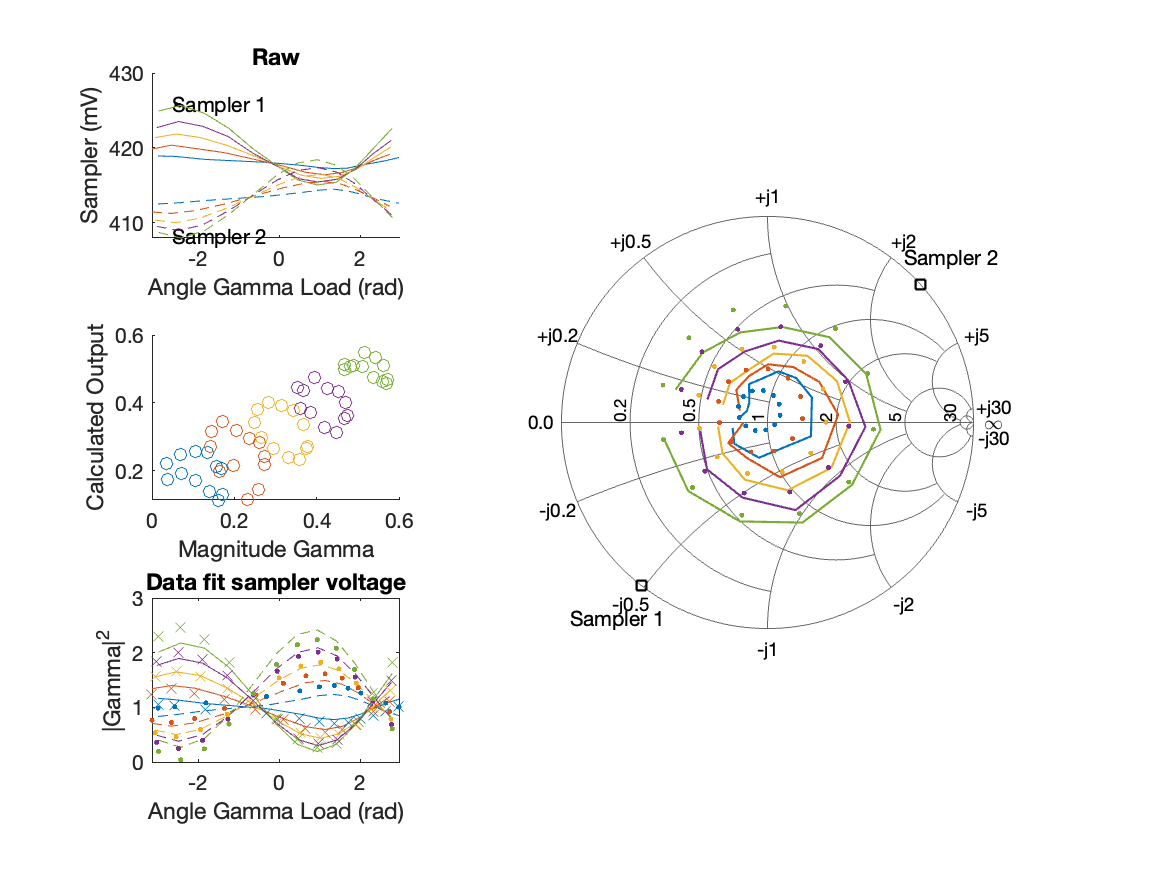 Raw
430
420
410
Sampler (mV)
Sampler 1
Sampler 2
-2
0
2
Angle Gamma Load (rad)
0.6
0.4
0.2
Calculated Output
0
0.2
0.4
0.6
Magnitude Gamma
Data fit sampler voltage
3
2
1
0
|Gamma|²
-2
0
2
Angle Gamma Load (rad)
+j1
+j0.5
+j2
Sampler 2
+j0.2
+j5
0.0
0.2
0.5
1
2
5
30
+j30
∞
-j30
-j0.2
-j5
-j0.5
Sampler 1
-j2
-j1